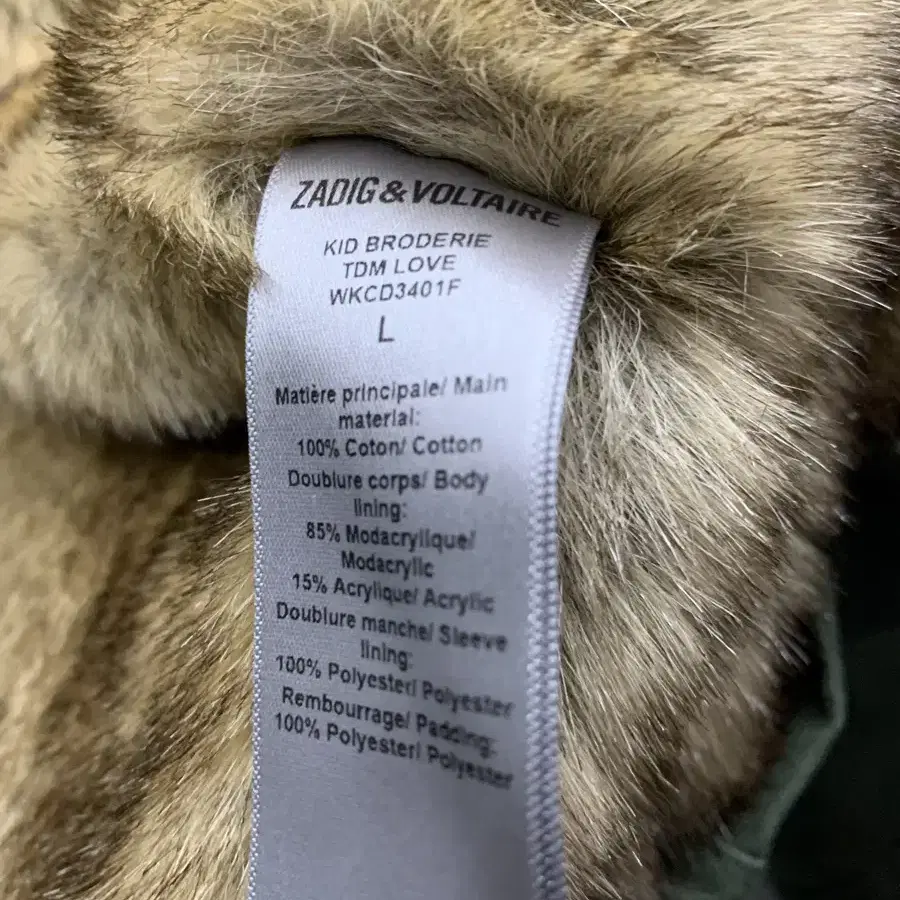 ZADIG&VOLTAIRE
KID BRODERIE
TDM LOVE
WKCD3401F
L
Matière principale/ Main
material:
100% Coton/ Cotton
Doublure corps/ Body
lining:
85% Modacrylique/
Modacrylic
15% Acrylique/ Acrylic
Doublure manche/ Sleeve
lining:
100% Polyester/ Polyester
Rembourrage/ Padding:
100% Polyester/ Polyester